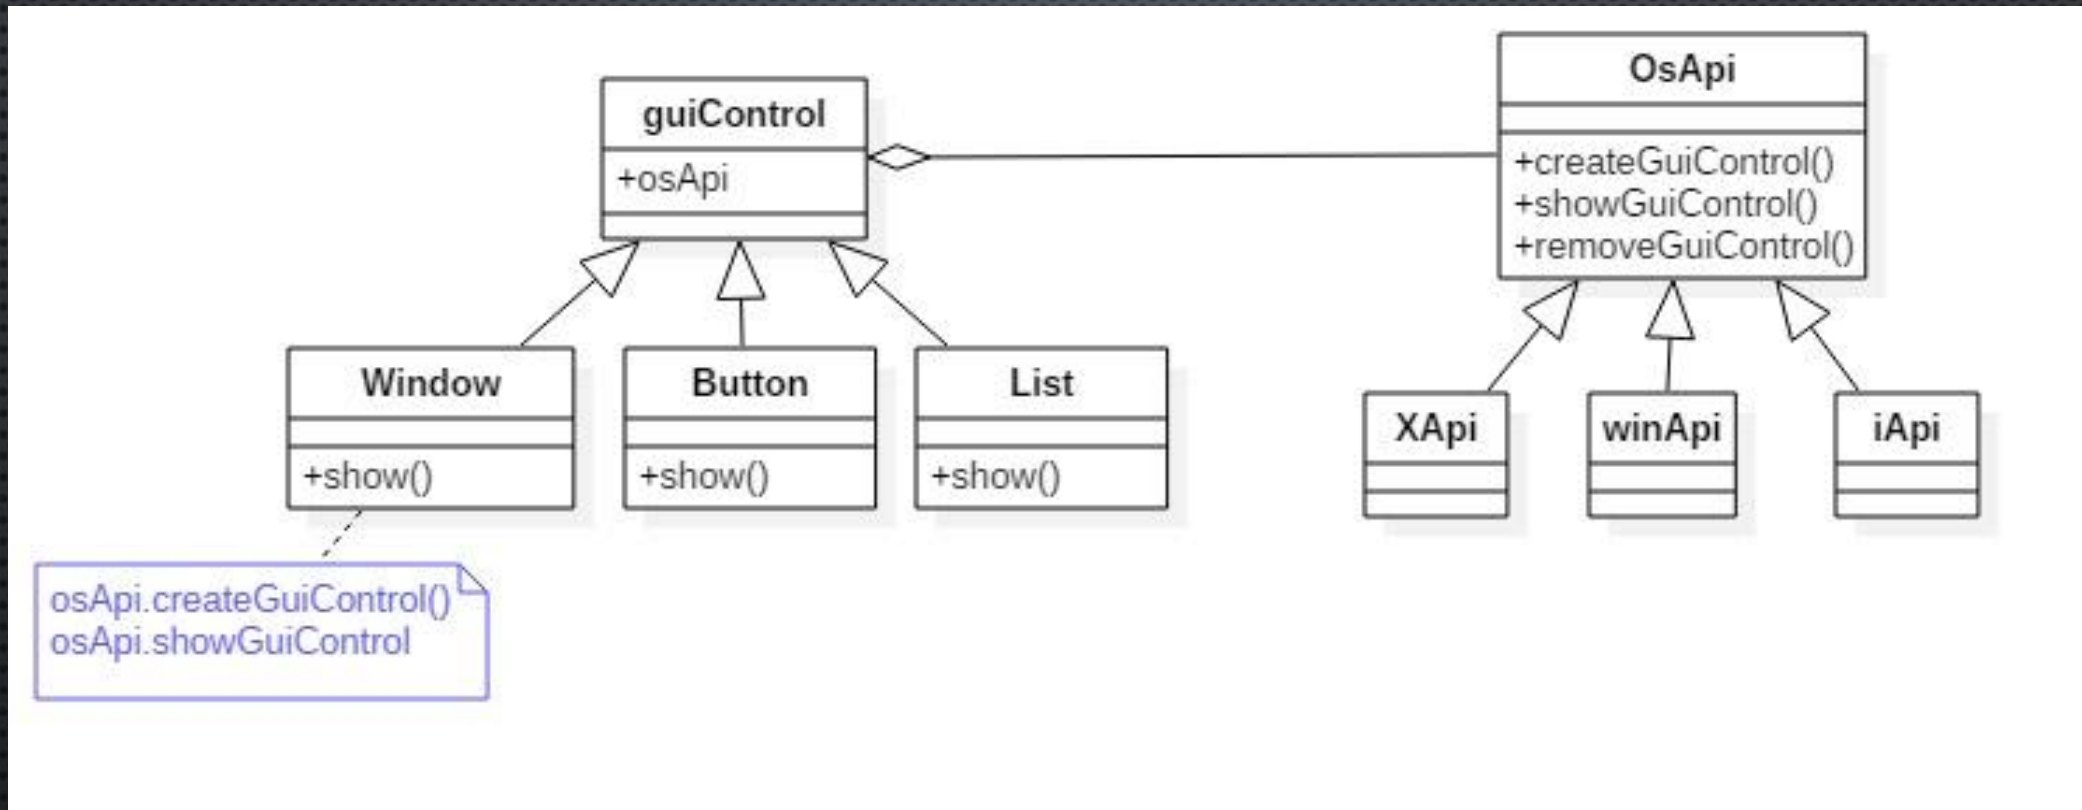 guiControl
+osApi
OsApi
+createGuiControl()
+showGuiControl()
+removeGuiControl()
Window
+show()
Button
+show()
List
+show()
XApi
winApi
iApi
osApi.createGuiControl()
osApi.showGuiControl